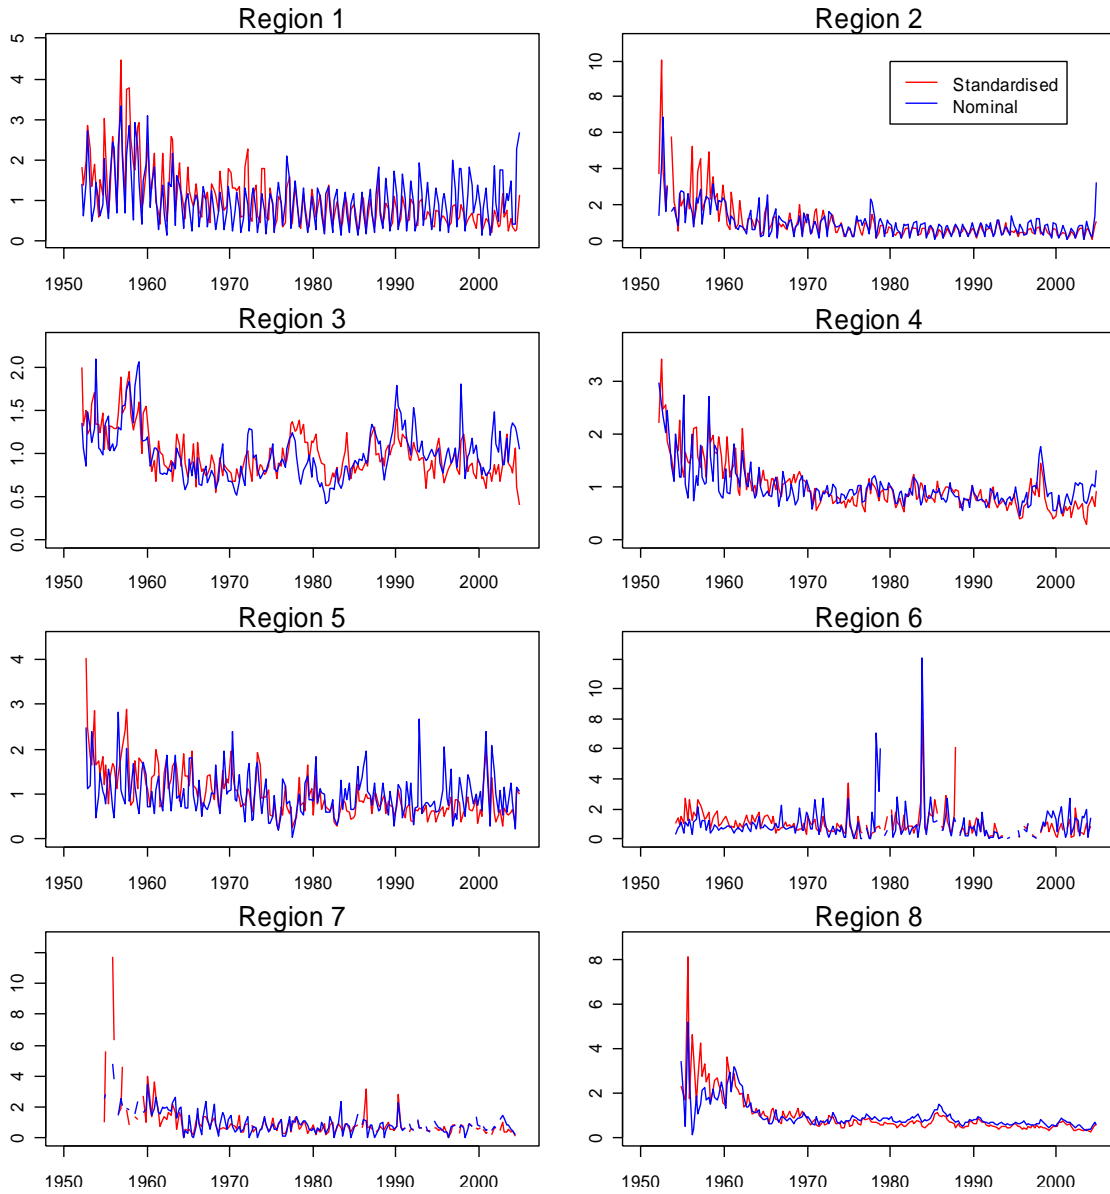 Region 1
0 1 2 3 4 5
1950 1960 1970 1980 1990 2000
Region 2
0 2 4 6 8 10
Standardised
Nominal
1950 1960 1970 1980 1990 2000
Region 3
0.0 0.5 1.0 1.5 2.0
1950 1960 1970 1980 1990 2000
Region 4
0 1 2 3
1950 1960 1970 1980 1990 2000
Region 5
0 1 2 3 4
1950 1960 1970 1980 1990 2000
Region 6
0 2 4 6 8 10
1950 1960 1970 1980 1990 2000
Region 7
0 2 4 6 8 10
1950 1960 1970 1980 1990 2000
Region 8
0 2 4 6 8
1950 1960 1970 1980 1990 2000